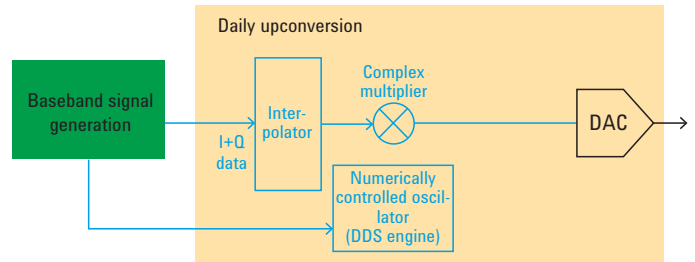 Daily upconversion
Baseband signal
generation
I+Q
data
Inter-
polator
Complex
multiplier
DAC
Numerically
controlled oscil-
lator
(DDS engine)